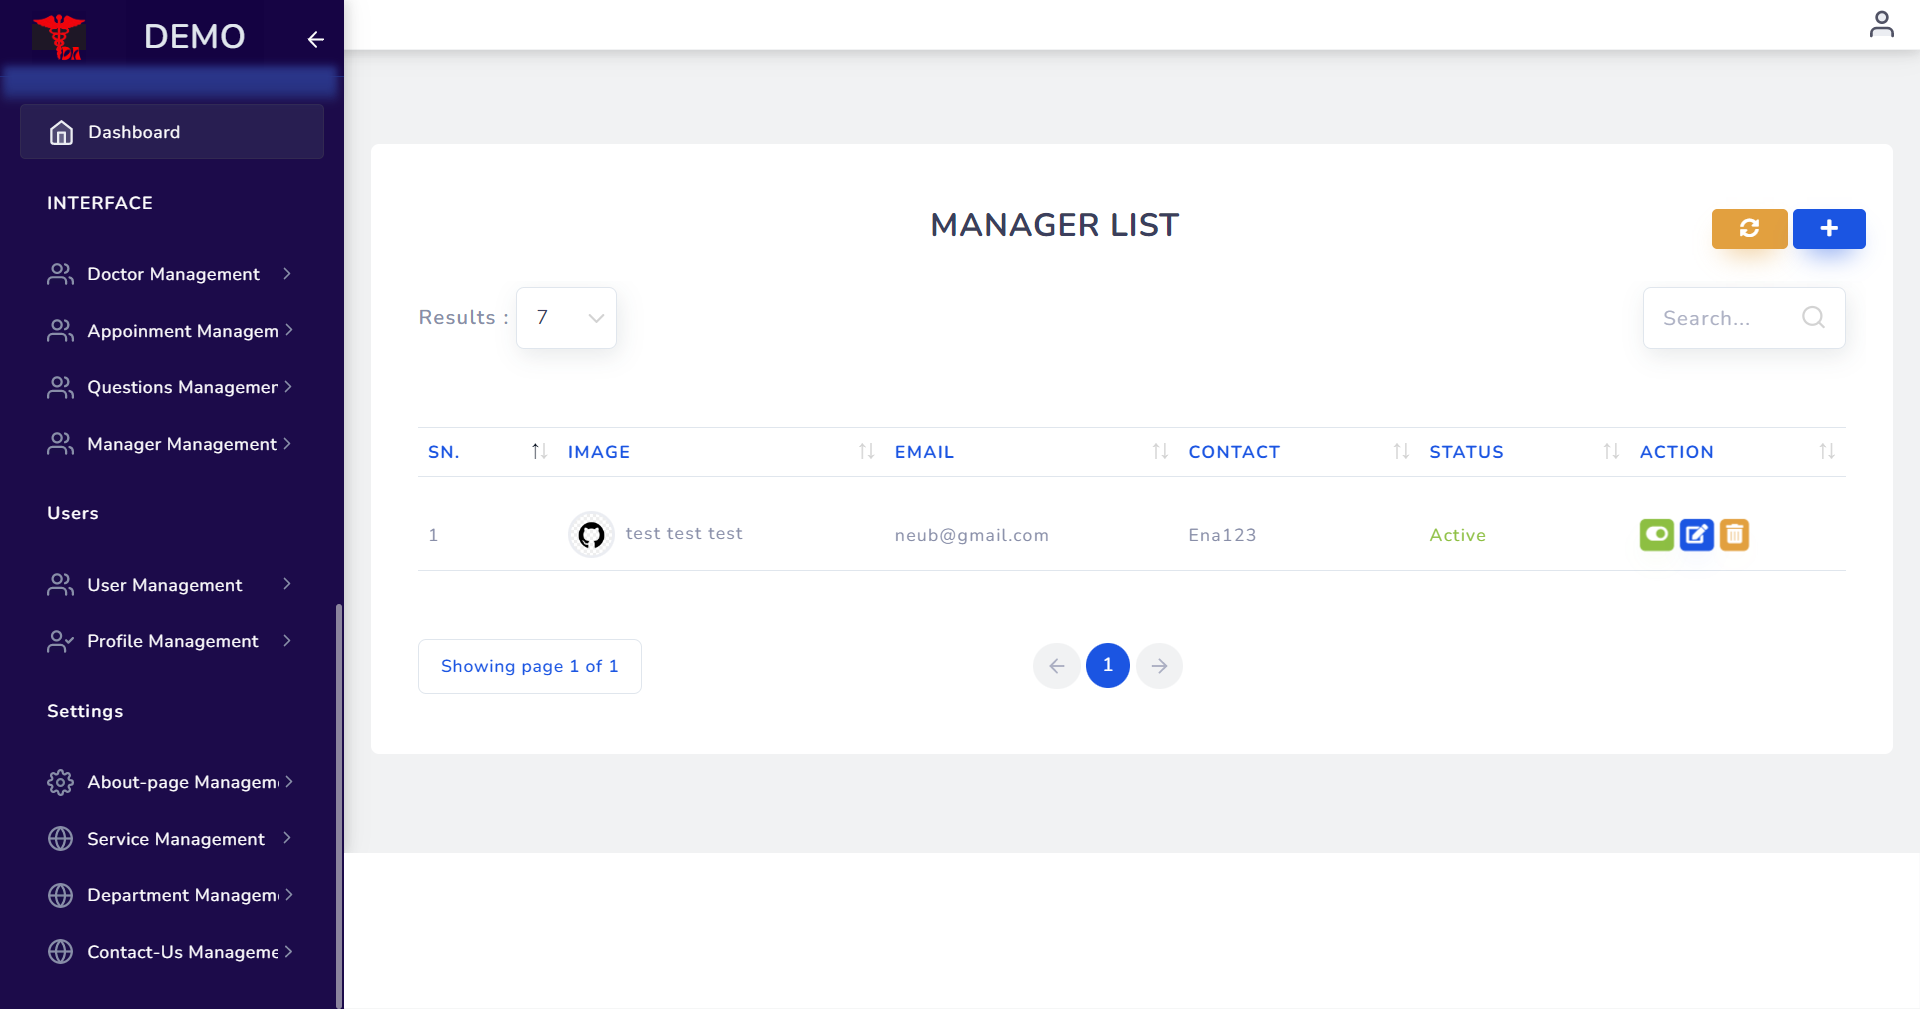 DEMO
Dashboard
INTERFACE
Doctor Management
Appoinment Managem
Questions Managemen
Manager Management
Users
User Management
Profile Management
Settings
About-page Managem
Service Management
Department Managem
Contact-Us Manageme
MANAGER LIST
Results : 7
Search...
SN. IMAGE EMAIL CONTACT STATUS ACTION
1 test test test neub@gmail.com Ena123 Active
Showing page 1 of 1
1